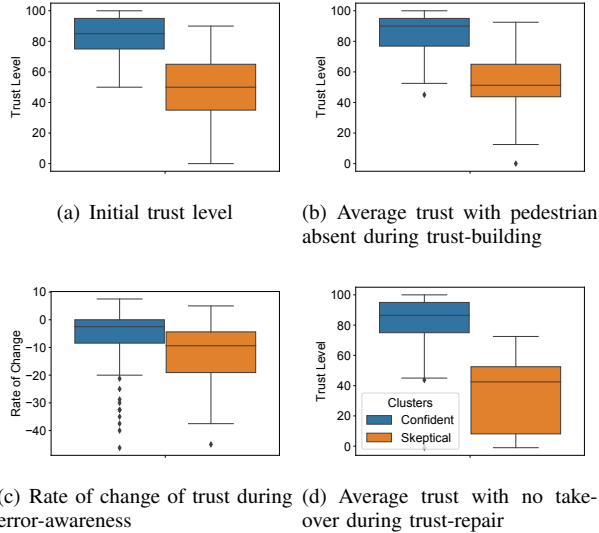 100
80
60
40
20
0
Trust Level
100
80
60
40
20
0
Trust Level
(a) Initial trust level
(b) Average trust with pedestrian
absent during trust-building
10
0
−10
−20
−30
−40
Rate of Change
100
80
60
40
20
0
Trust Level
Clusters
Confident
Skeptical
(c) Rate of change of trust during
error-awareness
(d) Average trust with no take-
over during trust-repair